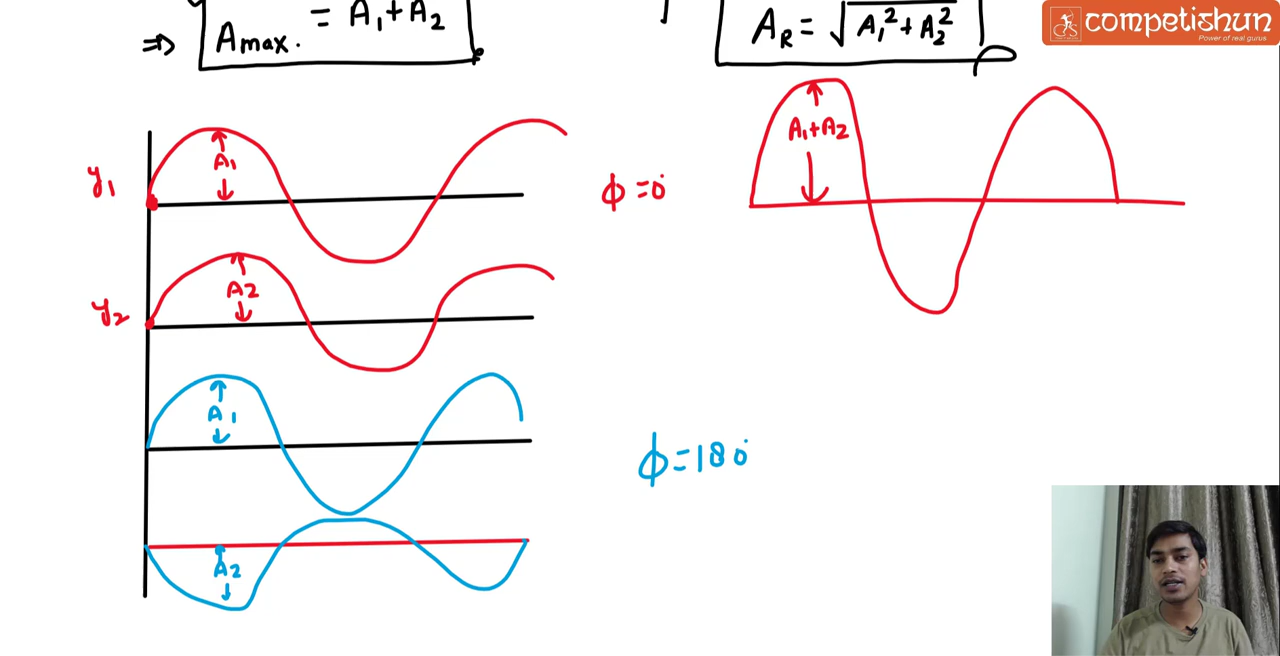 ⇒ Amax. = A₁+A₂
A_R = √(A₁²+A₂²)
competishun
Power of real gurus
A₁+A₂
y₁
A₁
ϕ=0°
y₂
A2
A₁
ϕ=180°
A₂